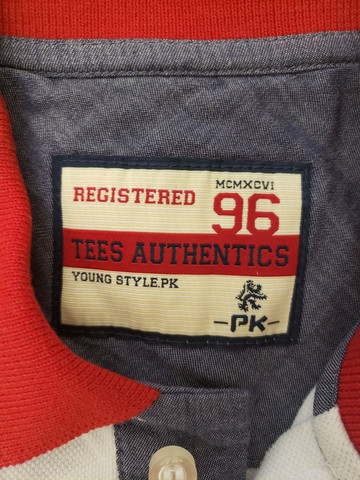 MCMXCVI
REGISTERED 96
TEES AUTHENTICS
YOUNG STYLE.PK
-PK-